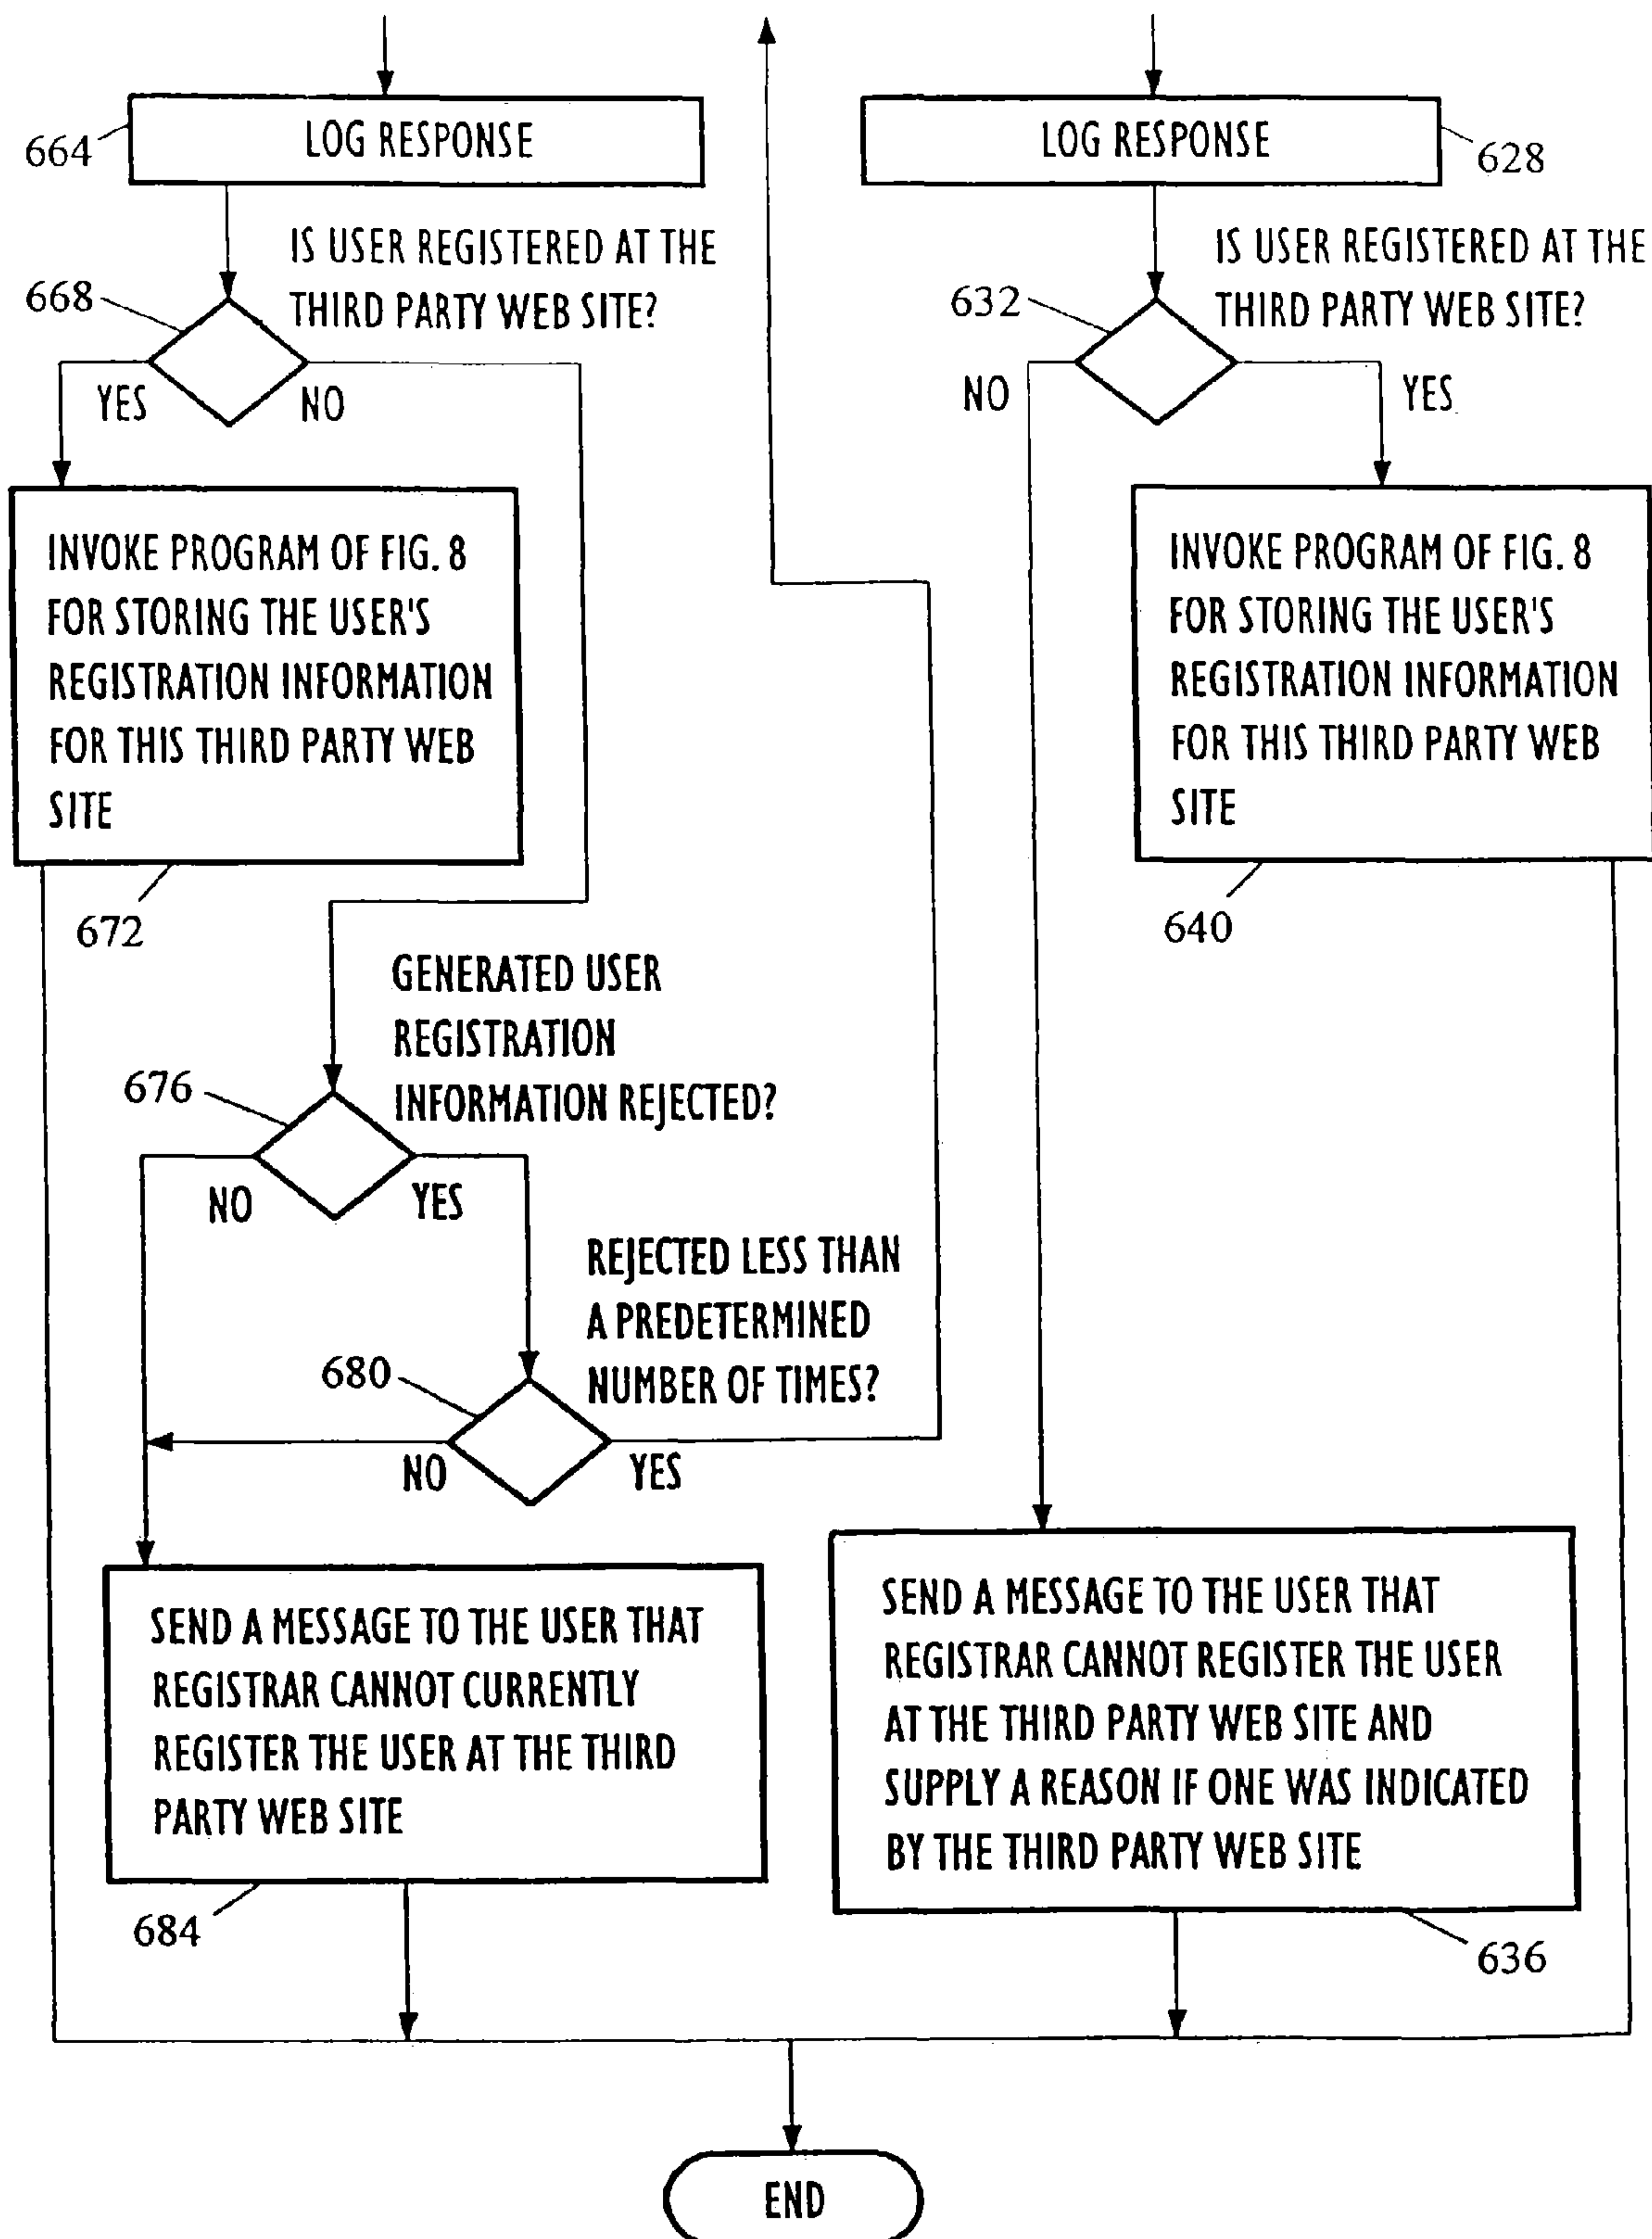 LOG RESPONSE
664
IS USER REGISTERED AT THE
THIRD PARTY WEB SITE?
668
YES
NO
INVOKE PROGRAM OF FIG. 8
FOR STORING THE USER'S
REGISTRATION INFORMATION
FOR THIS THIRD PARTY WEB
SITE
672
GENERATED USER
REGISTRATION
INFORMATION REJECTED?
676
NO
YES
REJECTED LESS THAN
A PREDETERMINED
NUMBER OF TIMES?
680
NO
YES
SEND A MESSAGE TO THE USER THAT
REGISTRAR CANNOT CURRENTLY
REGISTER THE USER AT THE THIRD
PARTY WEB SITE
684
LOG RESPONSE
628
IS USER REGISTERED AT THE
THIRD PARTY WEB SITE?
632
NO
YES
INVOKE PROGRAM OF FIG. 8
FOR STORING THE USER'S
REGISTRATION INFORMATION
FOR THIS THIRD PARTY WEB
SITE
640
SEND A MESSAGE TO THE USER THAT
REGISTRAR CANNOT REGISTER THE USER
AT THE THIRD PARTY WEB SITE AND
SUPPLY A REASON IF ONE WAS INDICATED
BY THE THIRD PARTY WEB SITE
636
END